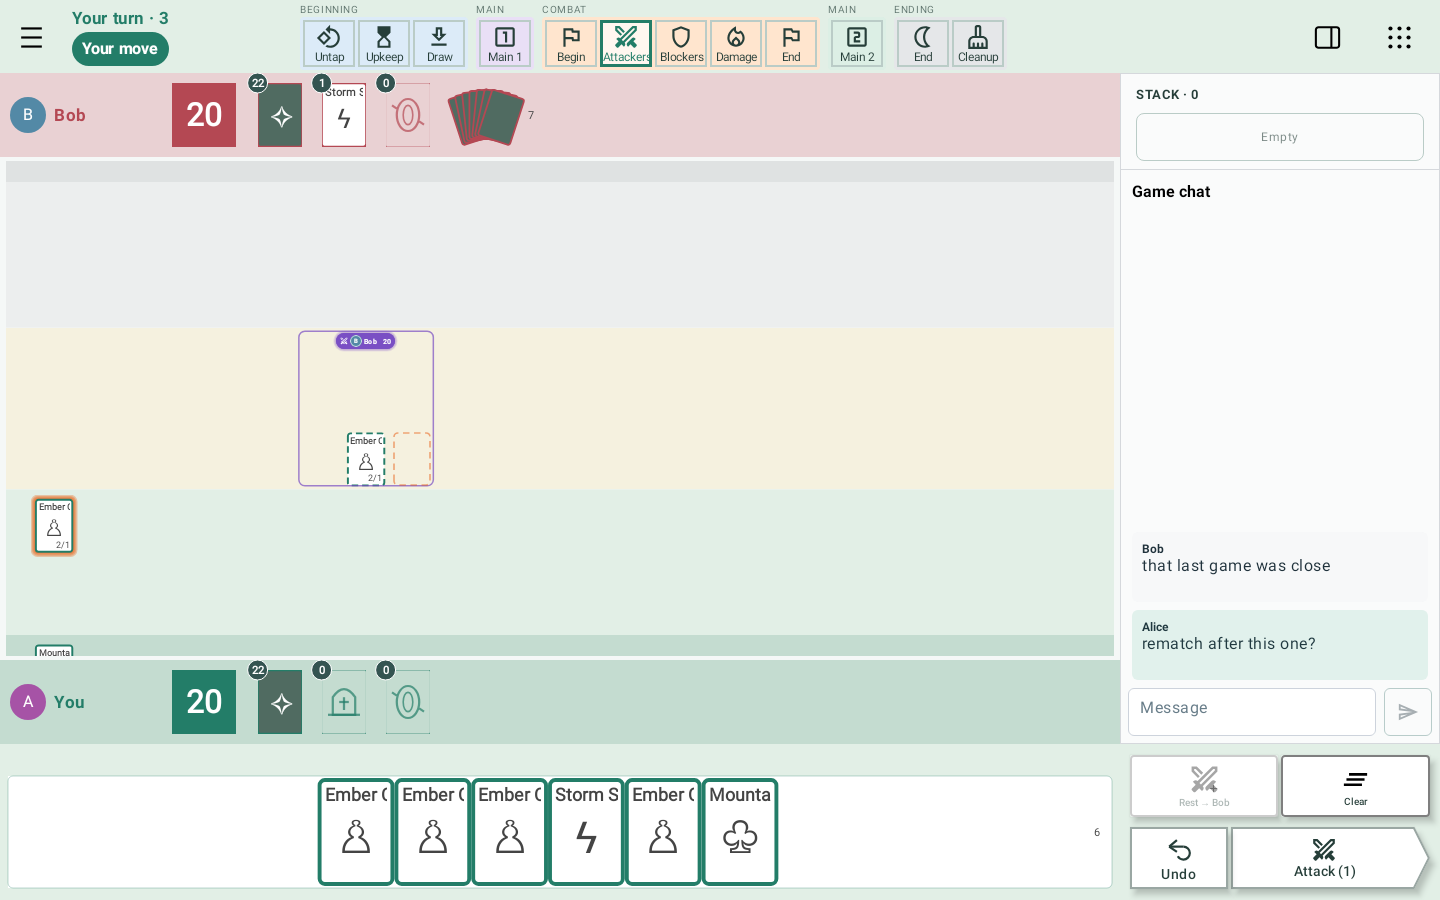 Your turn · 3
Your move
BEGINNING
Untap
Upkeep
Draw
MAIN
1
Main 1
COMBAT
Begin
Attackers
Blockers
Damage
End
MAIN
2
Main 2
ENDING
End
Cleanup
B
Bob
20
22
1
Storm S
0
7
STACK · 0
Empty
Game chat
B Bob 20
Ember C
2/1
Ember C
2/1
Mounta
Bob
that last game was close
Alice
rematch after this one?
Message
A
You
20
22
0
0
Ember C
Ember C
Ember C
Storm S
Ember C
Mounta
6
Rest → Bob
Clear
Undo
Attack (1)